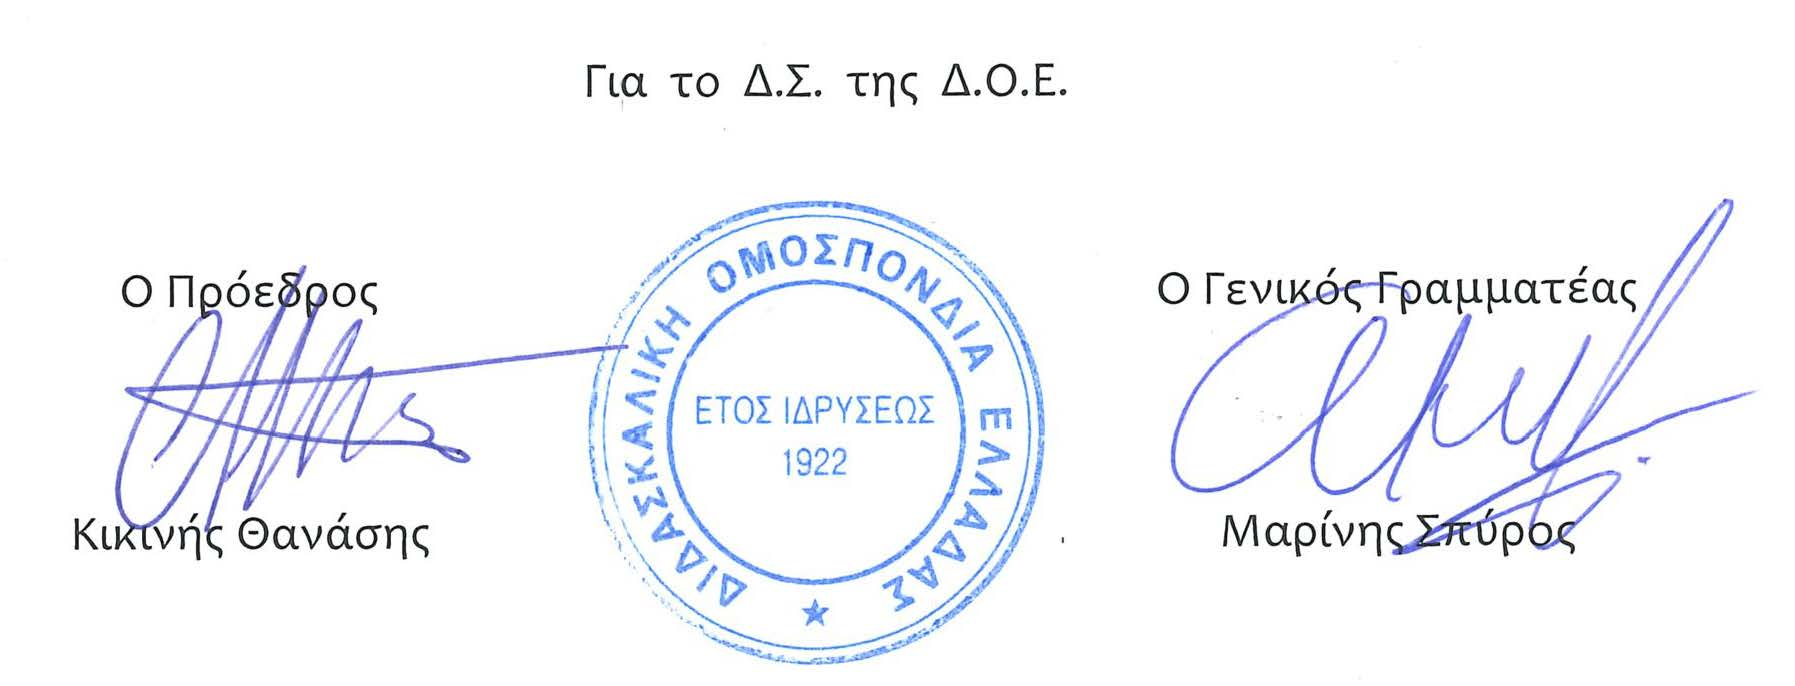 Για το Δ.Σ. της Δ.Ο.Ε.
Ο Πρόεδρος
Ο Γενικός Γραμματέας
ΔΙΔΑΣΚΑΛΙΚΗ ΟΜΟΣΠΟΝΔΙΑ ΕΛΛΑΔΑΣ
ΕΤΟΣ ΙΔΡΥΣΕΩΣ
1922
Κικινής Θανάσης
Μαρίνης Σπύρος